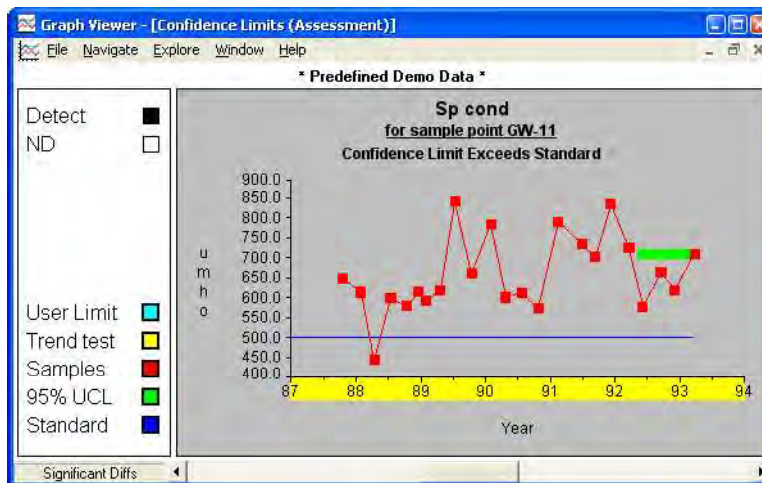 Graph Viewer - [Confidence Limits (Assessment)]
File Navigate Explore Window Help
* Predefined Demo Data *
Detect
ND
User Limit
Trend test
Samples
95% UCL
Standard
Significant Diffs
Sp cond
for sample point GW-11
Confidence Limit Exceeds Standard
umho
900.0
850.0
800.0
750.0
700.0
650.0
600.0
550.0
500.0
450.0
400.0
87 88 89 90 91 92 93 94
Year